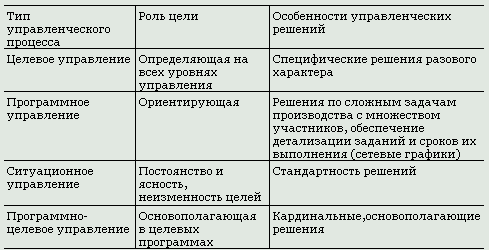 Тип управленческого процесса
Роль цели
Особенности управленческих решений
Целевое управление
Определяющая на всех уровнях управления
Специфические решения разового характера
Программное управление
Ориентирующая
Решения по сложным задачам производства с множеством участников, обеспечение детализации заданий и сроков их выполнения (сетевые графики)
Ситуационное управление
Постоянство и ясность, неизменность целей
Стандартность решений
Программно-целевое управление
Основополагающая в целевых программах
Кардинальные,основополагающие решения